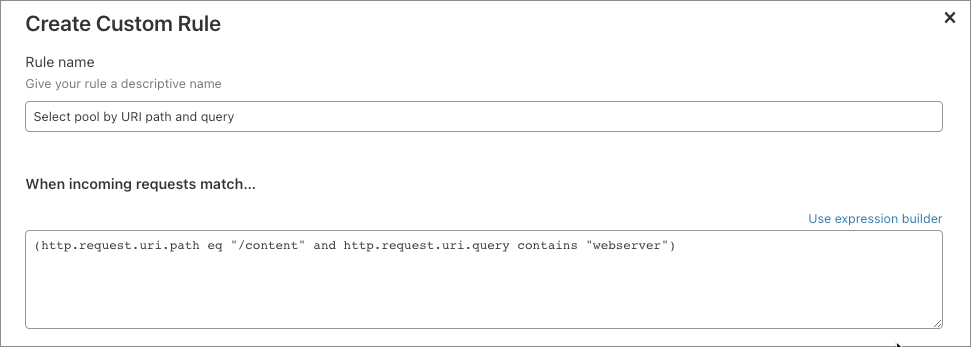 Create Custom Rule
Rule name
Give your rule a descriptive name
Select pool by URI path and query
When incoming requests match...
Use expression builder
(http.request.uri.path eq "/content" and http.request.uri.query contains "webserver")